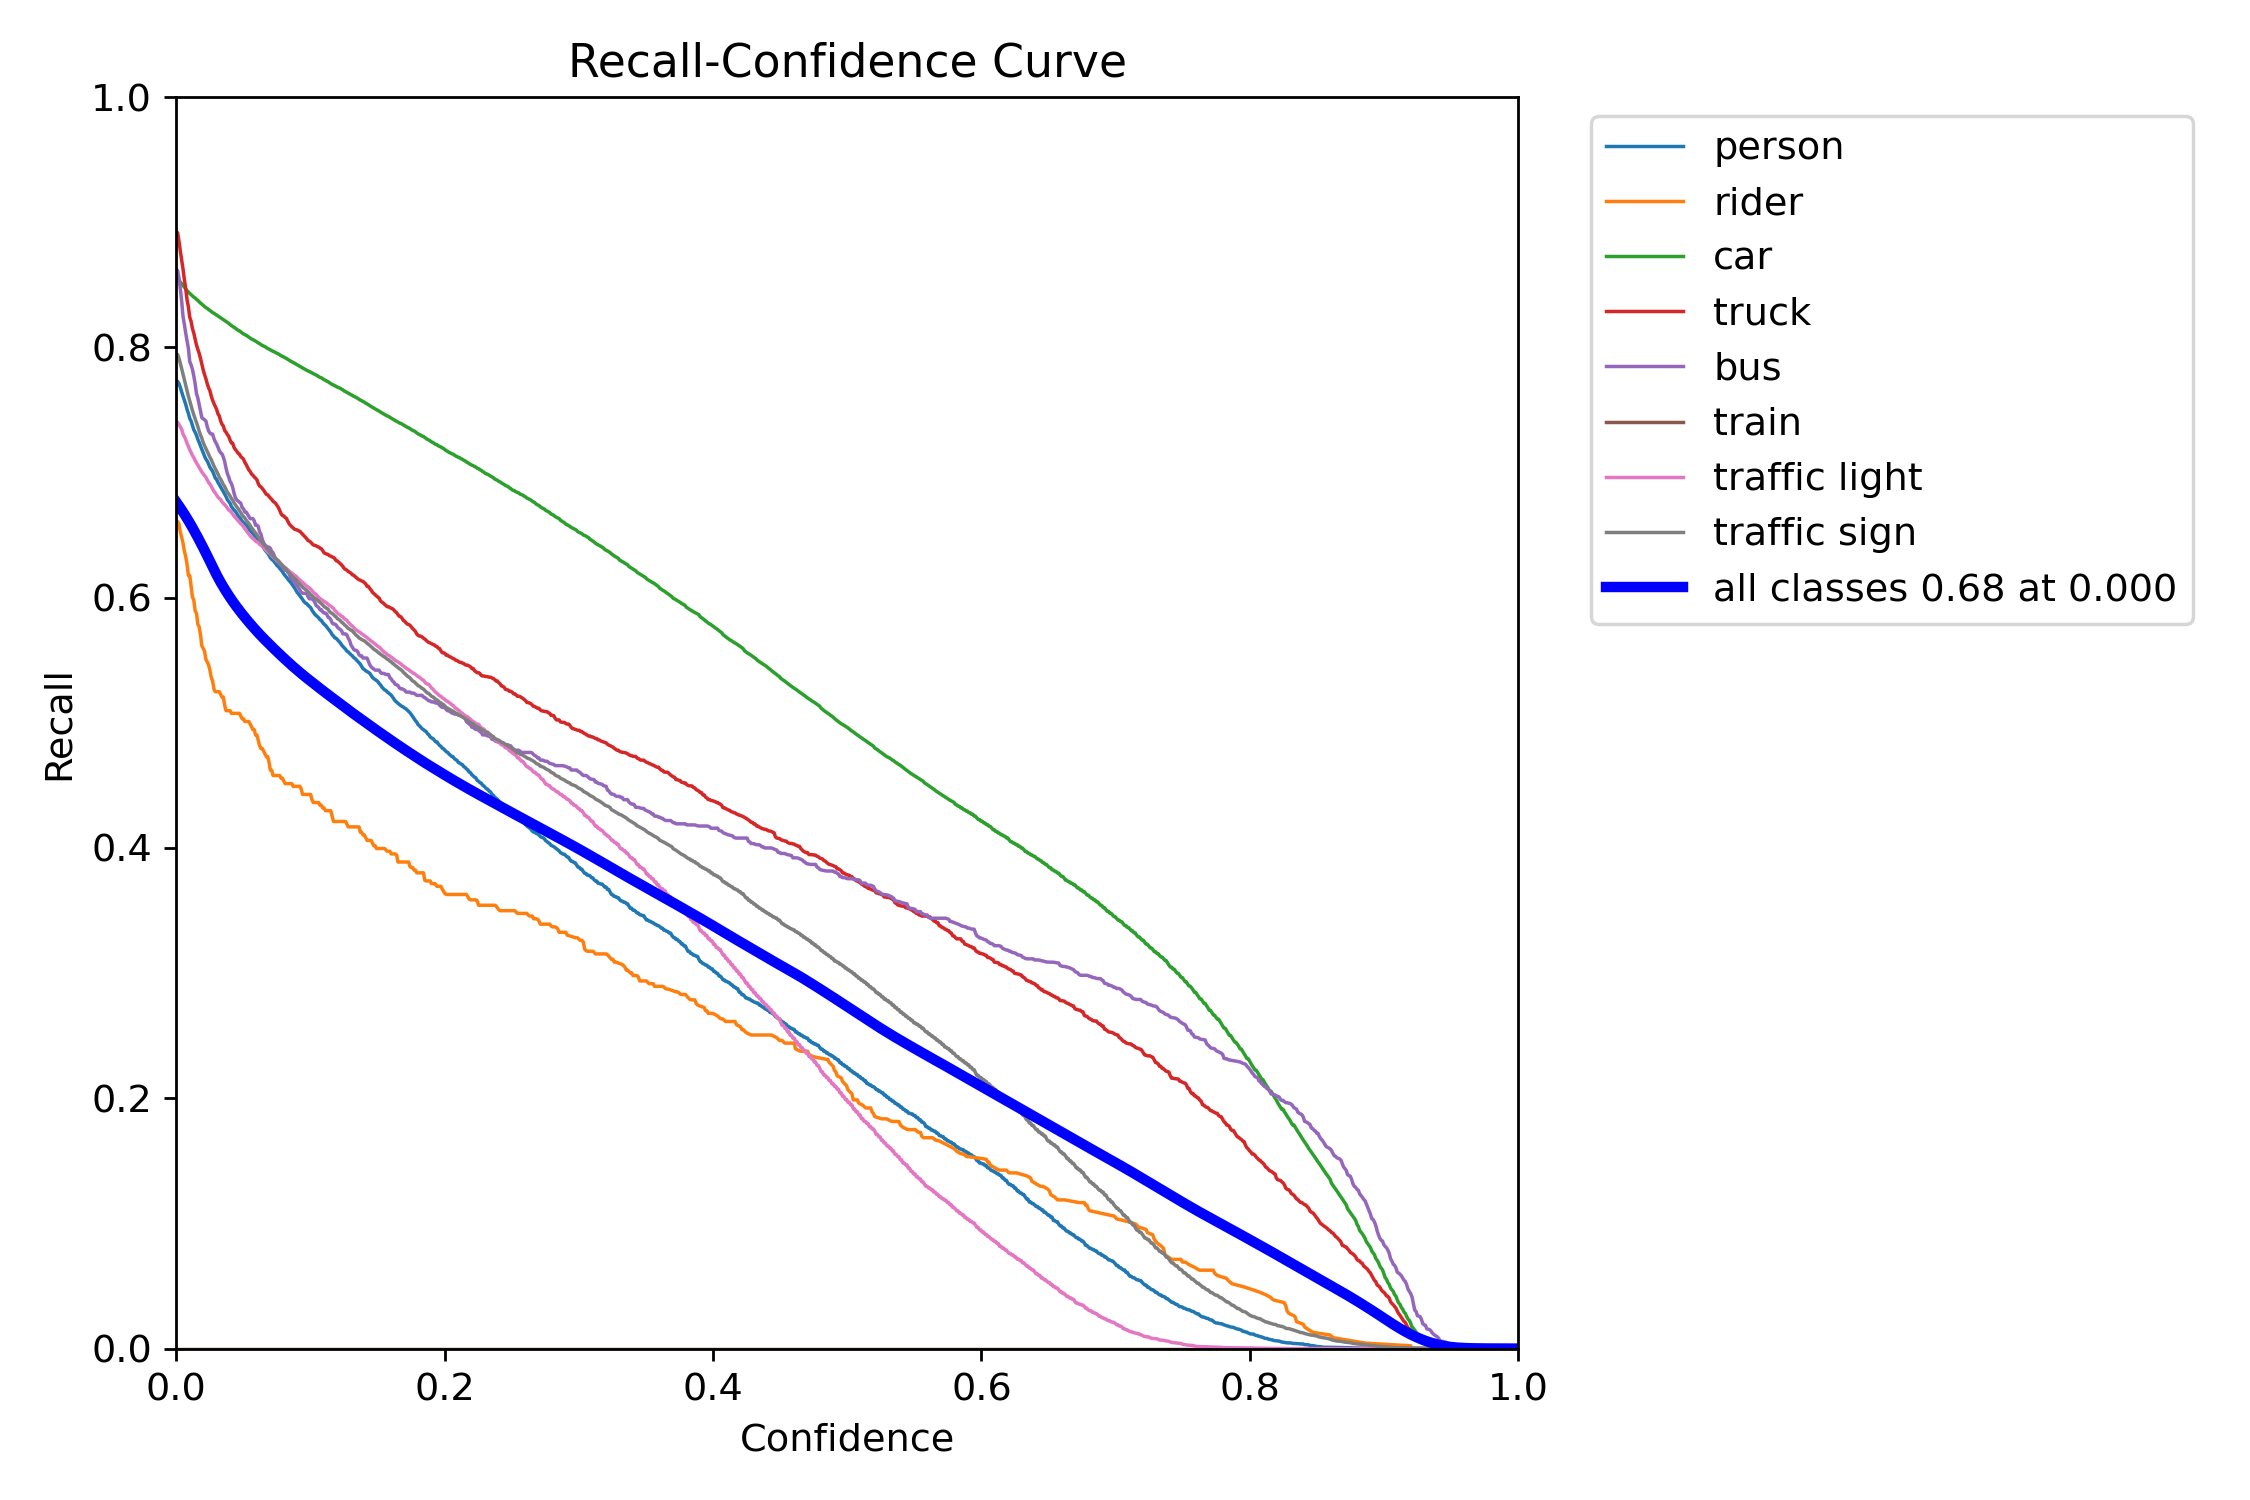 Recall-Confidence Curve
1.0
0.8
0.6
0.4
0.2
0.0
Recall
0.0 0.2 0.4 0.6 0.8 1.0
Confidence
person
rider
car
truck
bus
train
traffic light
traffic sign
all classes 0.68 at 0.000